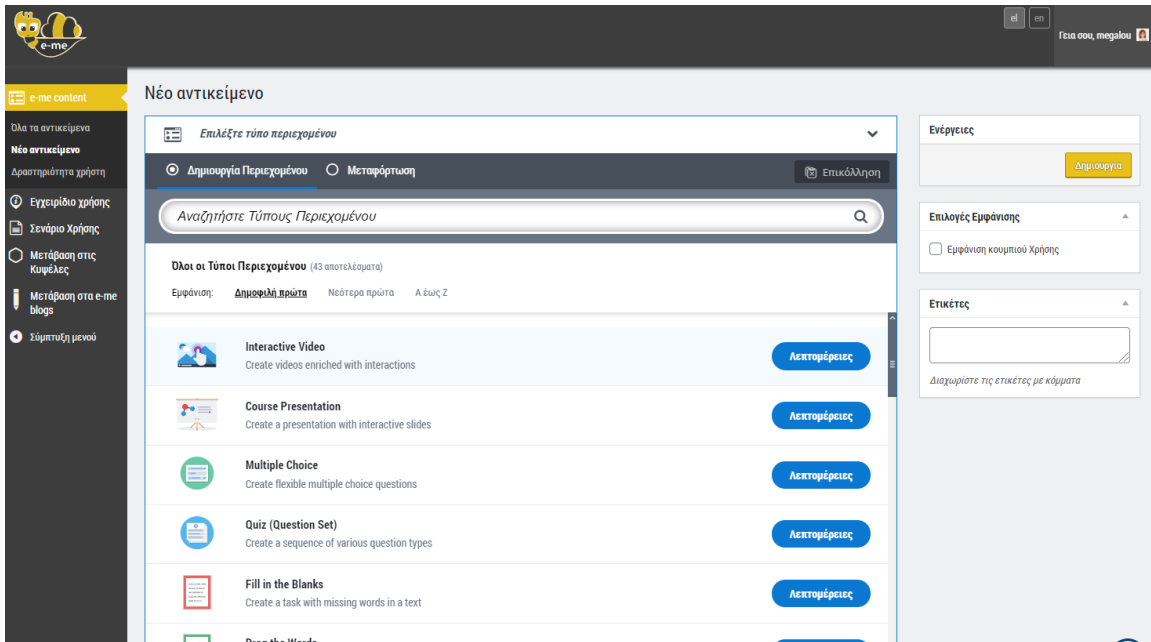 e-me
el
en
Γεια σου, megalou
e-me content
Όλα τα αντικείμενα
Νέο αντικείμενο
Δραστηριότητα χρήστη
Εγχειρίδιο χρήσης
Σενάριο Χρήσης
Μετάβαση στις
Κυψέλες
Μετάβαση στα e-me
blogs
Σύμπτυξη μενού
Νέο αντικείμενο
Επιλέξτε τύπο περιεχομένου
Δημιουργία Περιεχομένου
Μεταφόρτωση
Επικόλληση
Αναζητήστε Τύπους Περιεχομένου
Όλοι οι Τύποι Περιεχομένου (43 αποτελέσματα)
Εμφάνιση: Δημοφιλή πρώτα Νεότερα πρώτα Α έως Ζ
Interactive Video
Create videos enriched with interactions
Λεπτομέρειες
Course Presentation
Create a presentation with interactive slides
Λεπτομέρειες
Multiple Choice
Create flexible multiple choice questions
Λεπτομέρειες
Quiz (Question Set)
Create a sequence of various question types
Λεπτομέρειες
Fill in the Blanks
Create a task with missing words in a text
Λεπτομέρειες
Drag the Words
Ενέργειες
Δημιουργία
Επιλογές Εμφάνισης
Εμφάνιση κουμπιού Χρήσης
Ετικέτες
Διαχωρίστε τις ετικέτες με κόμματα